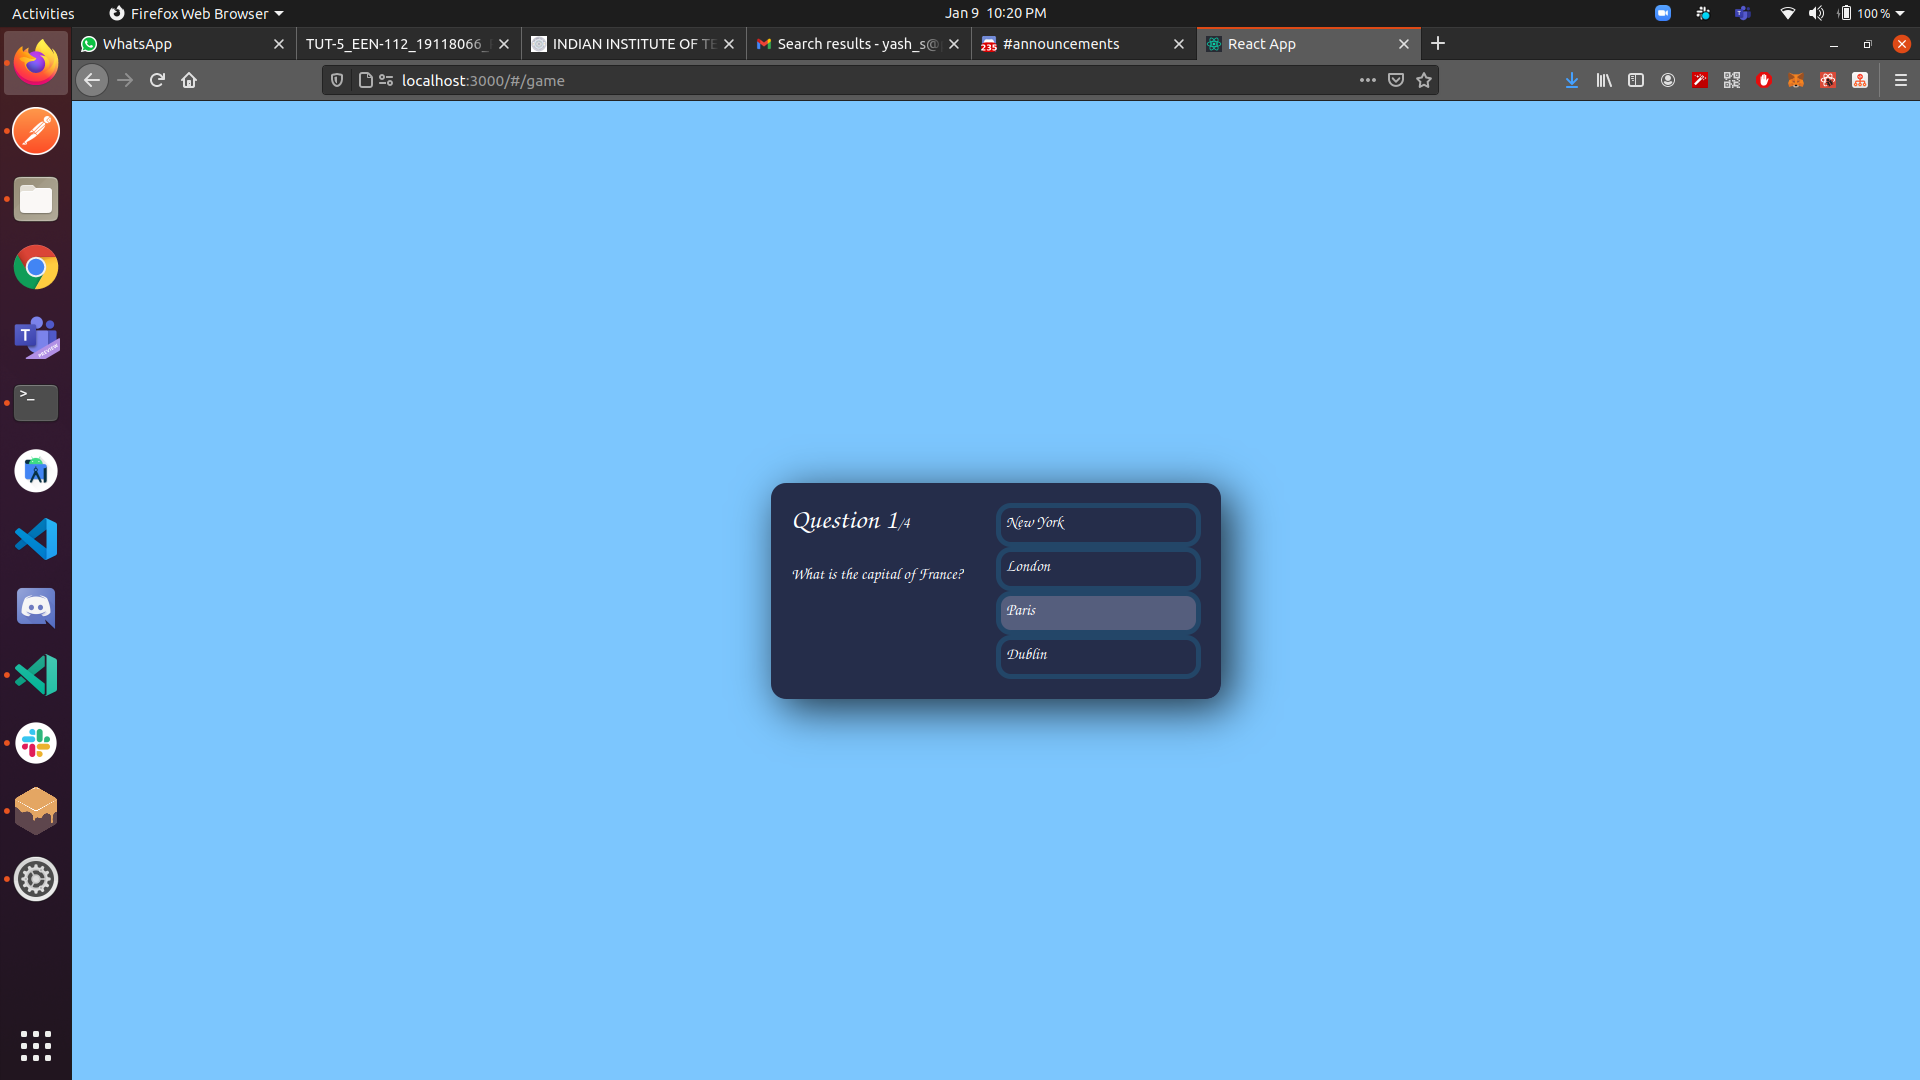 Activities
Firefox Web Browser
Jan 9 10:20 PM
100 %
WhatsApp
TUT-5_EEN-112_19118066_
INDIAN INSTITUTE OF TE
Search results - yash_s@
#announcements
React App
localhost:3000/#/game
Question 1/4
What is the capital of France?
New York
London
Paris
Dublin